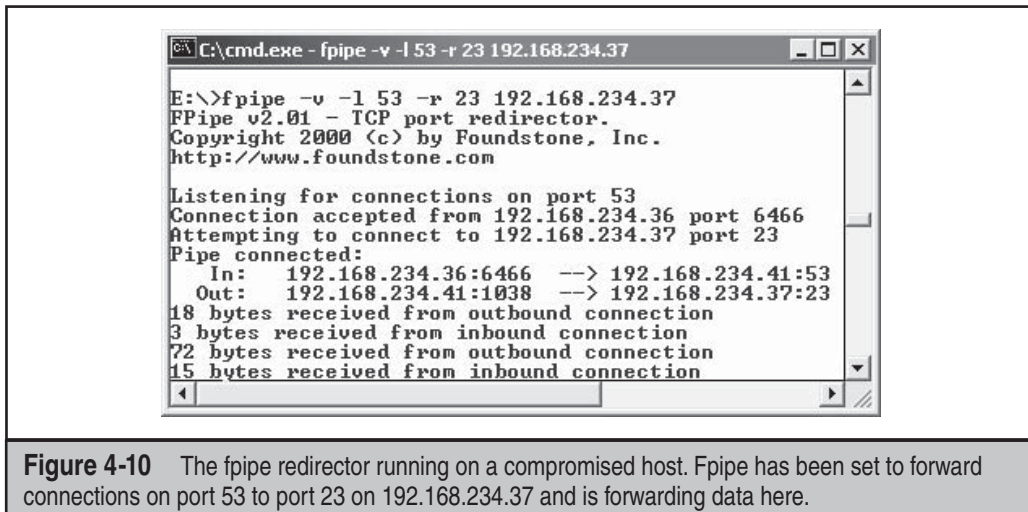 C:\cmd.exe - fpipe -v -l 53 -r 23 192.168.234.37
E:\>fpipe -v -l 53 -r 23 192.168.234.37
FPipe v2.01 - TCP port redirector.
Copyright 2000 (c) by Foundstone, Inc.
http://www.foundstone.com
Listening for connections on port 53
Connection accepted from 192.168.234.36 port 6466
Attempting to connect to 192.168.234.37 port 23
Pipe connected:
In: 192.168.234.36:6466 --> 192.168.234.41:53
Out: 192.168.234.41:1038 --> 192.168.234.37:23
18 bytes received from outbound connection
3 bytes received from inbound connection
72 bytes received from outbound connection
15 bytes received from inbound connection
Figure 4-10 The fpipe redirector running on a compromised host. Fpipe has been set to forward
connections on port 53 to port 23 on 192.168.234.37 and is forwarding data here.